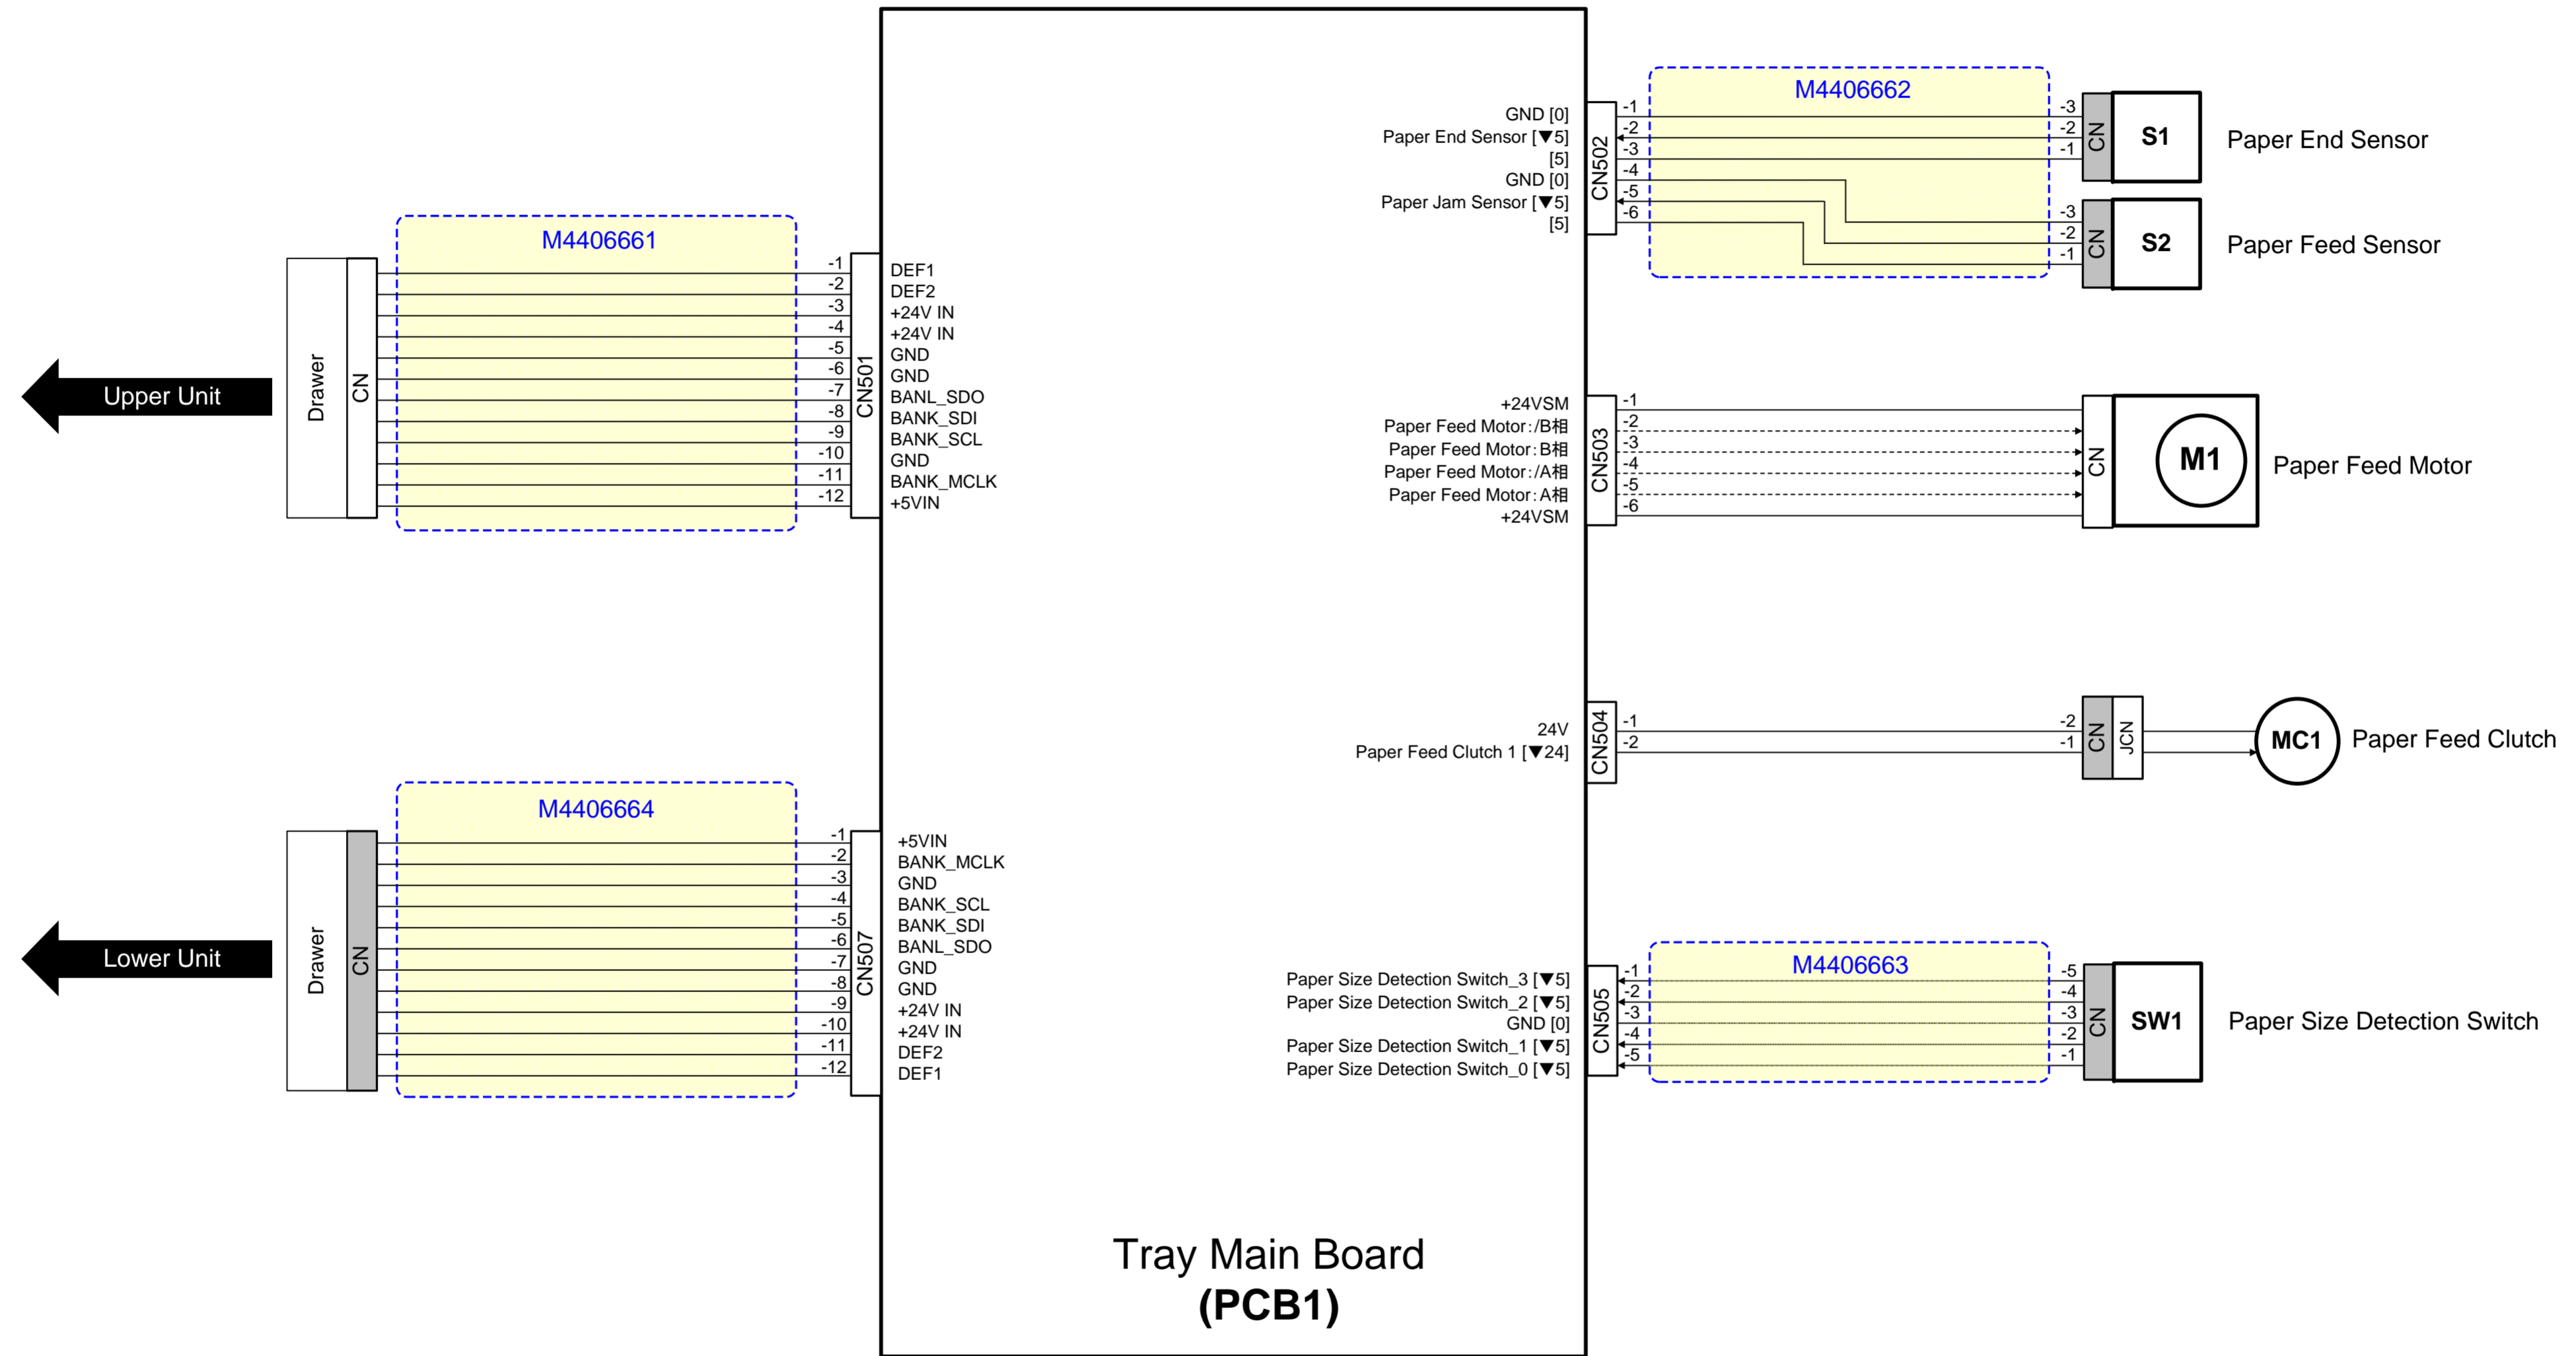 Upper Unit
Drawer
CN
M4406661
-1
-2
-3
-4
-5
-6
-7
-8
-9
-10
-11
-12
CN501
DEF1
DEF2
+24V IN
+24V IN
GND
GND
BANL_SDO
BANK_SDI
BANK_SCL
GND
BANK_MCLK
+5VIN
Lower Unit
Drawer
CN
M4406664
-1
-2
-3
-4
-5
-6
-7
-8
-9
-10
-11
-12
CN507
+5VIN
BANK_MCLK
GND
BANK_SCL
BANK_SDI
BANL_SDO
GND
GND
+24V IN
+24V IN
DEF2
DEF1
GND [0]
Paper End Sensor [▼5]
[5]
GND [0]
Paper Jam Sensor [▼5]
[5]
CN502
-1
-2
-3
-4
-5
-6
M4406662
-3
-2
-1
CN
S1
Paper End Sensor
-3
-2
-1
CN
S2
Paper Feed Sensor
+24VSM
Paper Feed Motor:/B相
Paper Feed Motor:B相
Paper Feed Motor:/A相
Paper Feed Motor:A相
+24VSM
CN503
-1
-2
-3
-4
-5
-6
CN
M1
Paper Feed Motor
24V
Paper Feed Clutch 1 [▼24]
CN504
-1
-2
-2
-1
CN
JCN
MC1
Paper Feed Clutch
Paper Size Detection Switch_3 [▼5]
Paper Size Detection Switch_2 [▼5]
GND [0]
Paper Size Detection Switch_1 [▼5]
Paper Size Detection Switch_0 [▼5]
CN505
-1
-2
-3
-4
-5
M4406663
-5
-4
-3
-2
-1
CN
SW1
Paper Size Detection Switch
Tray Main Board
(PCB1)